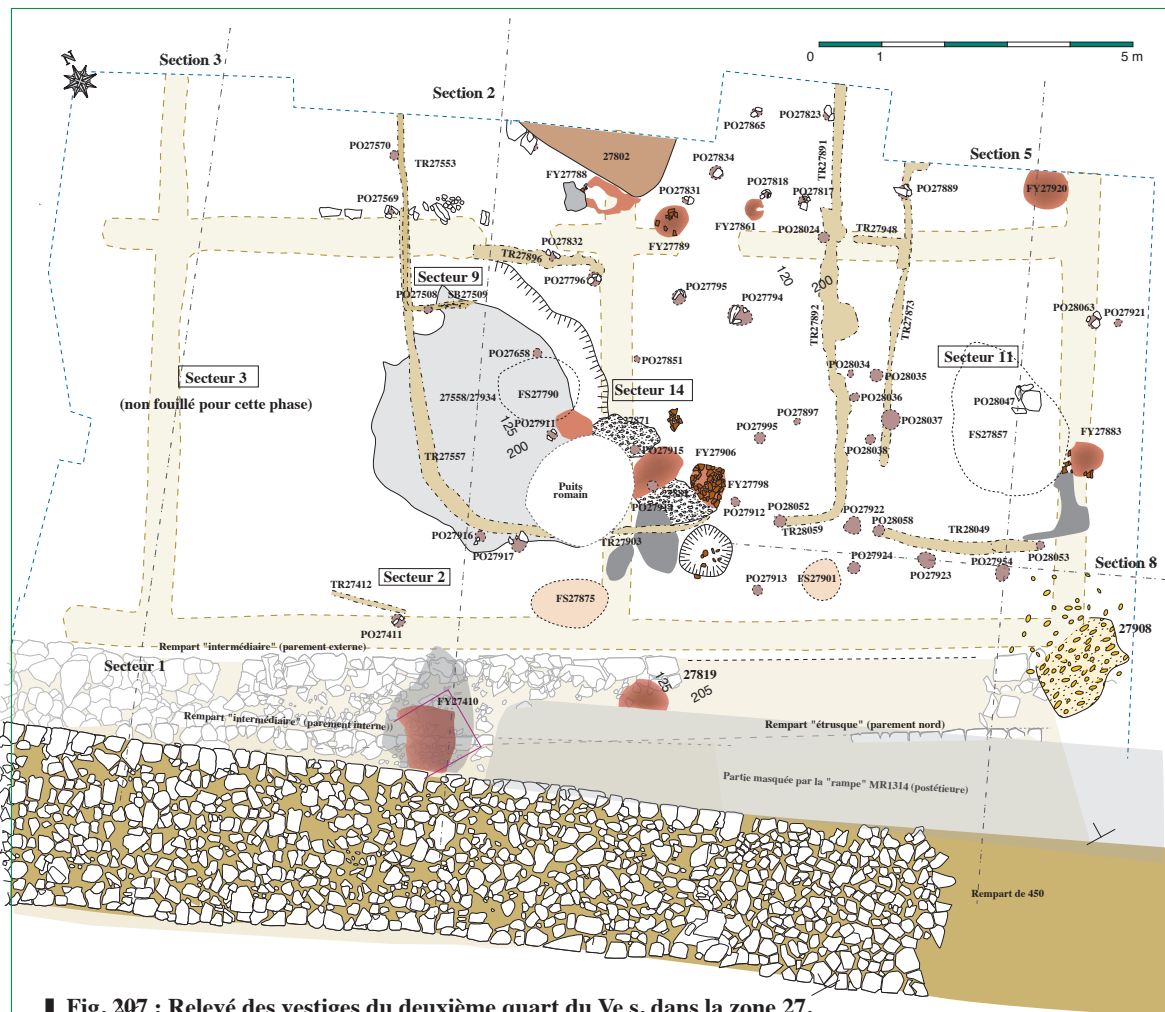 N
0
1
5 m
Section 3
Section 2
Section 5
PO27865
PO27823
PO27570
TR27553
27802
PO27834
TR27891
FY27788
PO27831
PO27818
PO27817
PO27889
FY27920
PO27569
FY27789
FY27861
PO28024
TR27948
PO27832
TR27896
PO27796
120
200
Secteur 9
PO27508
SB27509
PO27795
PO27794
TR27892
TR27873
PO28063
PO27921
PO27658
PO27851
PO28034
PO28035
Secteur 11
Secteur 3
(non fouillé pour cette phase)
27558/27934
FS27790
Secteur 14
PO28036
PO28047
PO27911
27871
PO27897
PO28037
FS27857
FY27883
125
200
PO27995
PO28038
TR27557
PO27915
FY27906
Puits
romain
FY27798
PO27912
PO27912
PO28052
PO27922
PO28058
TR28059
TR28049
PO27916
PO27917
TR27903
PO28053
PO27924
PO27923
PO27954
Section 8
TR27412
Secteur 2
FS27875
PO27913
FS27901
PO27411
27908
Rempart "intermédiaire" (parement externe)
Secteur 1
27819
125
205
FY27410
Rempart "intermédiaire" (parement interne))
Rempart "étrusque" (parement nord)
Partie masquée par la "rampe" MR1314 (postétieure)
Rempart de 450
Fig. 207 : Relevé des vestiges du deuxième quart du Ve s. dans la zone 27.